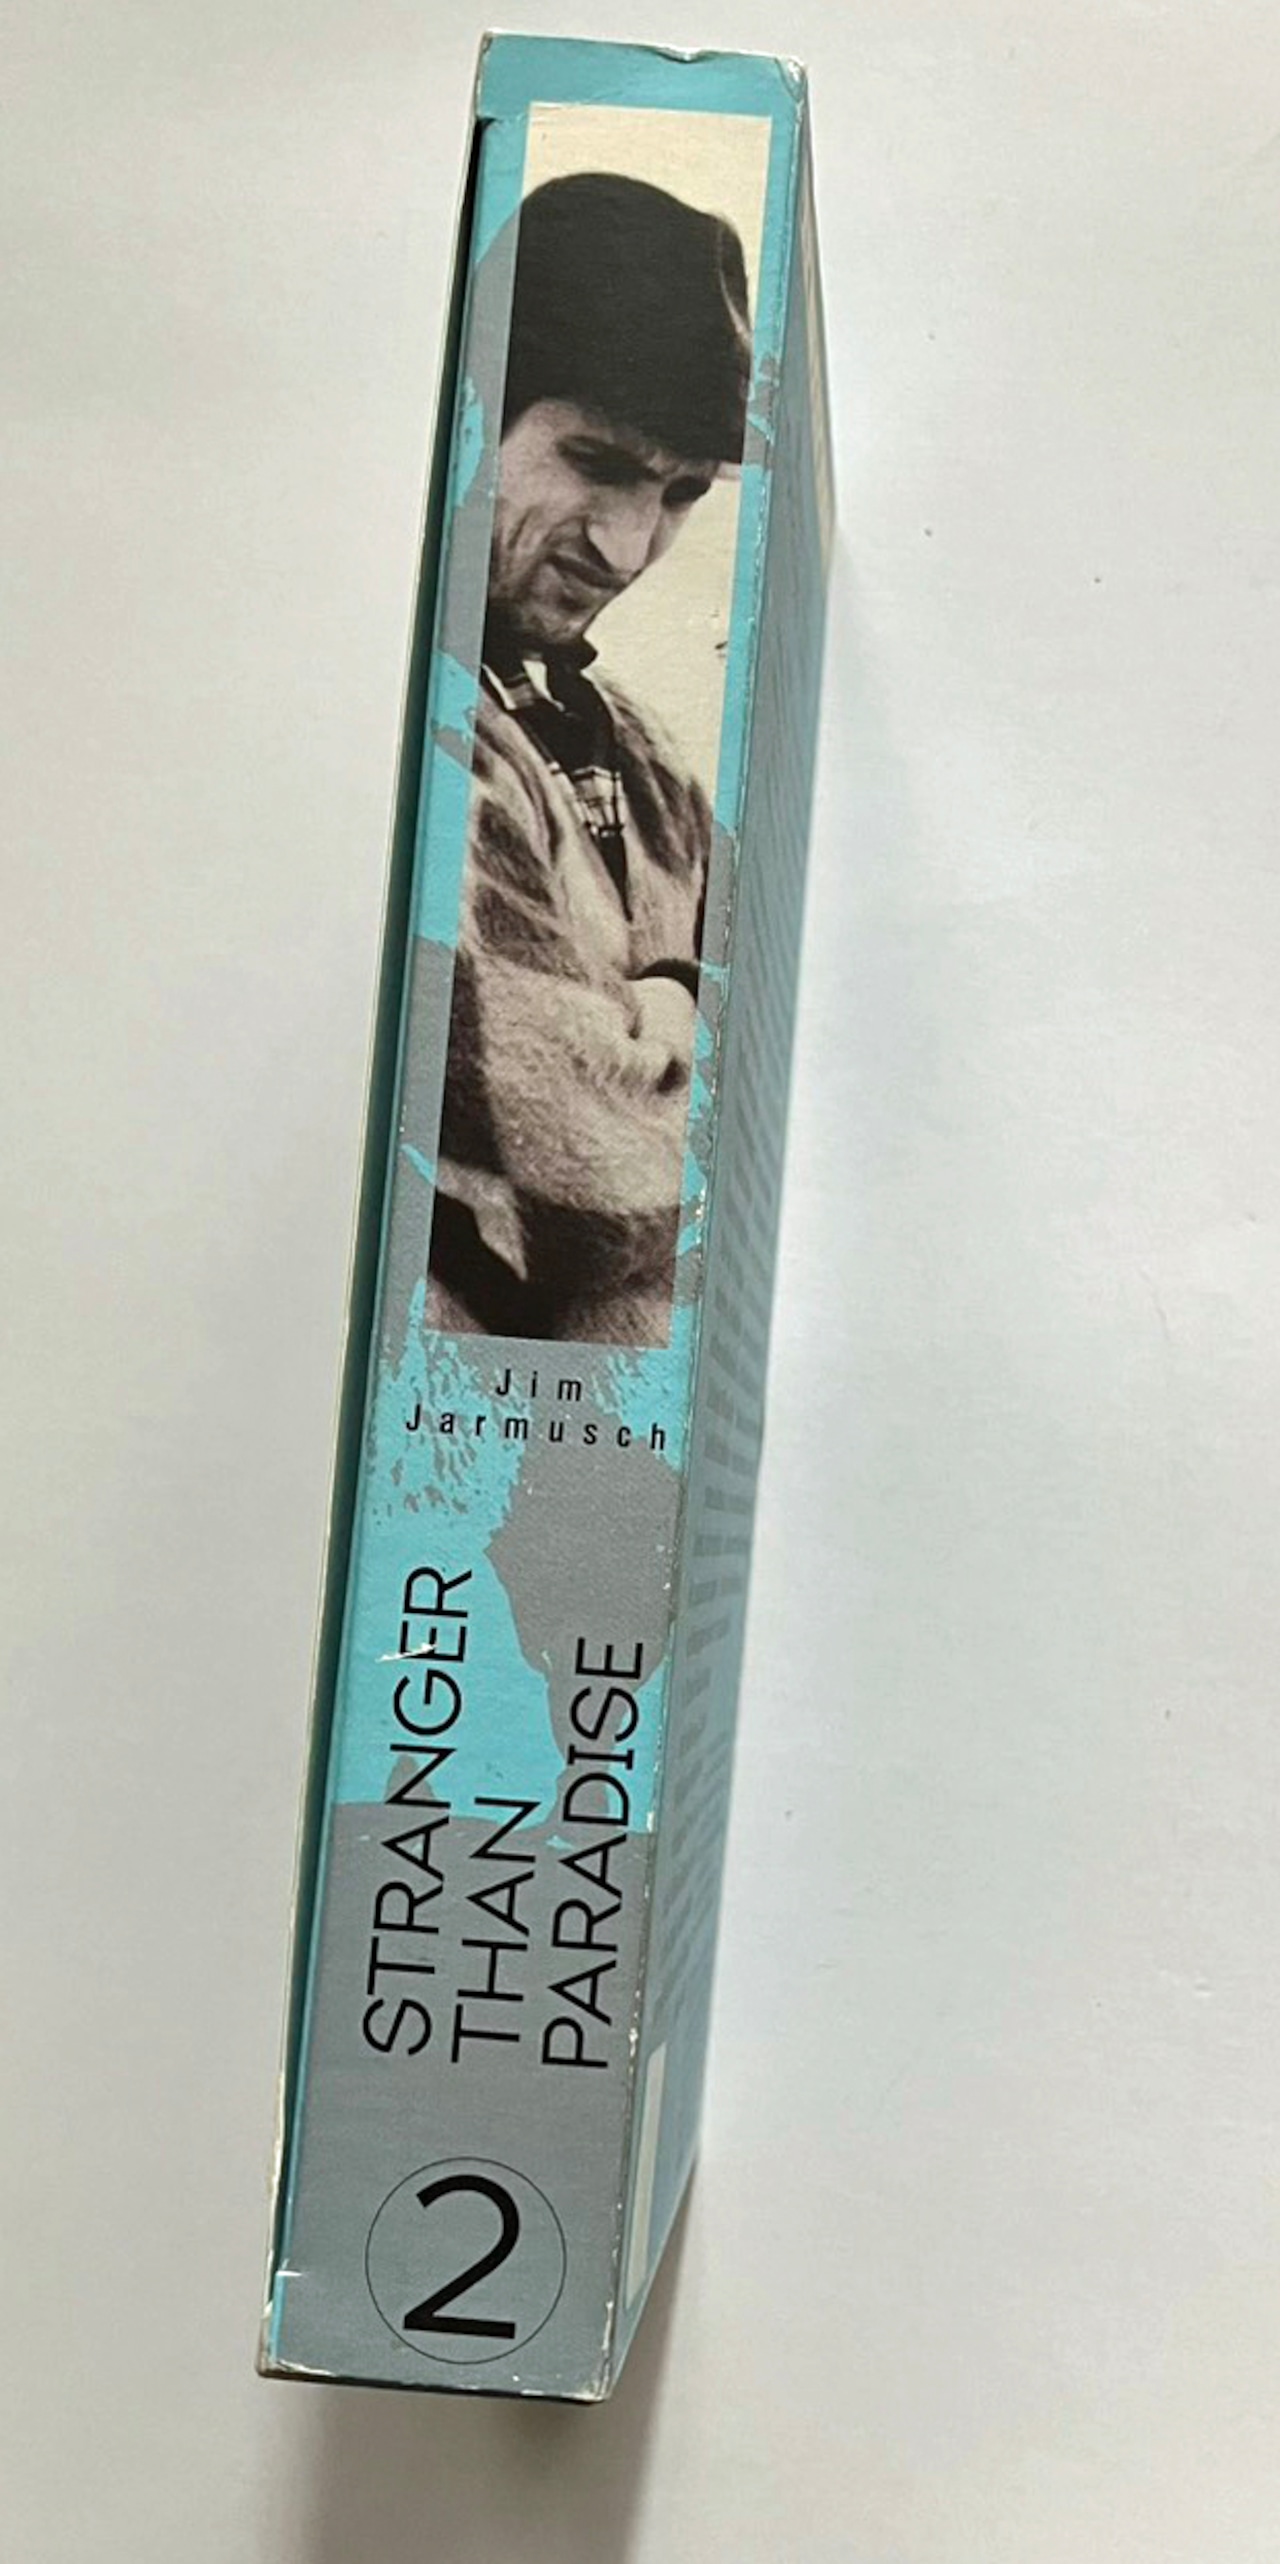 Jim
Jarmusch
STRANGER
THAN
PARADISE
2